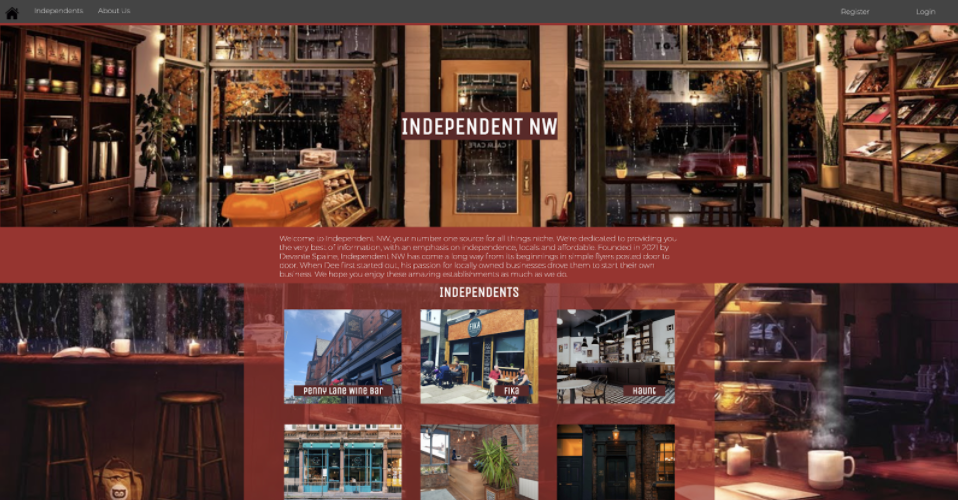 Independents About Us Register Login
INDEPENDENT NW
Welcome to Independent NW, your number one source for all things niche. We're dedicated to providing you
the very best of information, with an emphasis on independence, locals and affordable. Founded in 2021 by
Devante Spaine, Independent NW has come a long way from its beginnings in simple flyers posted door to
door. When Dee first started out, his passion for locally owned businesses drove them to start their own
business. We hope you enjoy these amazing establishments as much as we do.
INDEPENDENTS
FIKA
Penny Lane Wine Bar FIKA Haunt